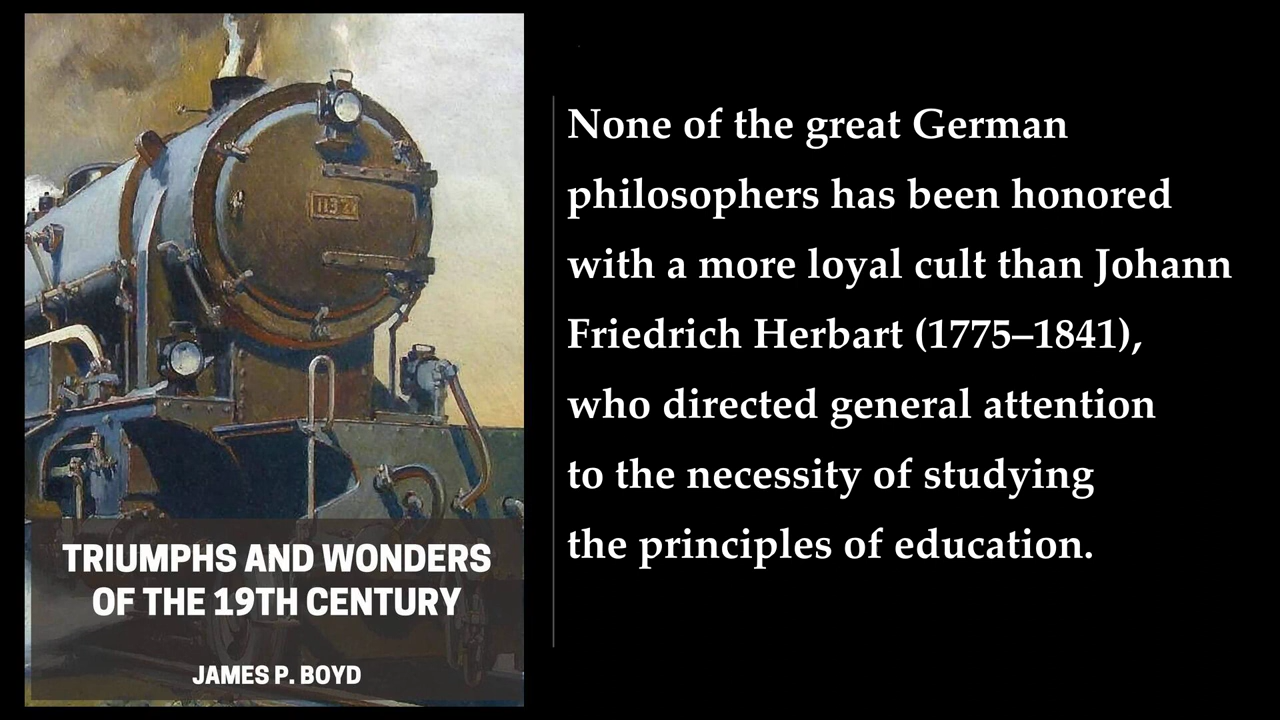 TRIUMPHS AND WONDERS
OF THE 19TH CENTURY
JAMES P. BOYD
None of the great German
philosophers has been honored
with a more loyal cult than Johann
Friedrich Herbart (1775–1841),
who directed general attention
to the necessity of studying
the principles of education.